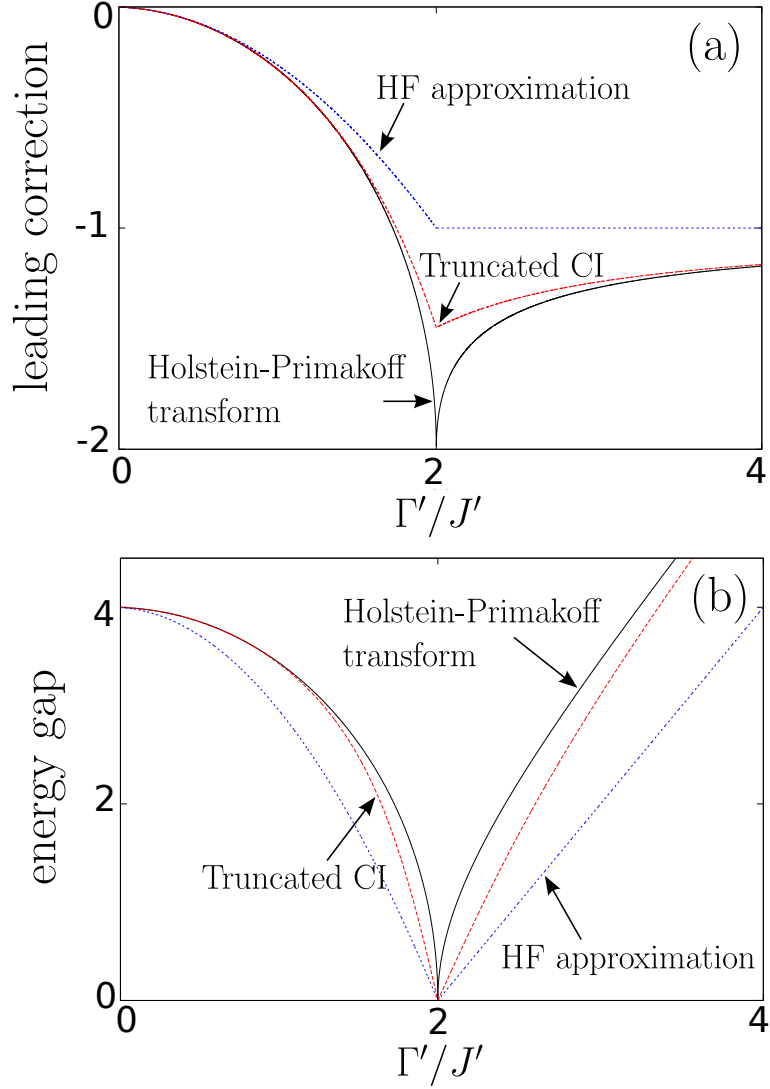 0
(a)
HF approximation
leading correction
-1
Truncated CI
Holstein-Primakoff
transform
-2
0
2
4
Γ′/J′
(b)
4
Holstein-Primakoff
transform
energy gap
2
Truncated CI
HF approximation
0
0
2
4
Γ′/J′